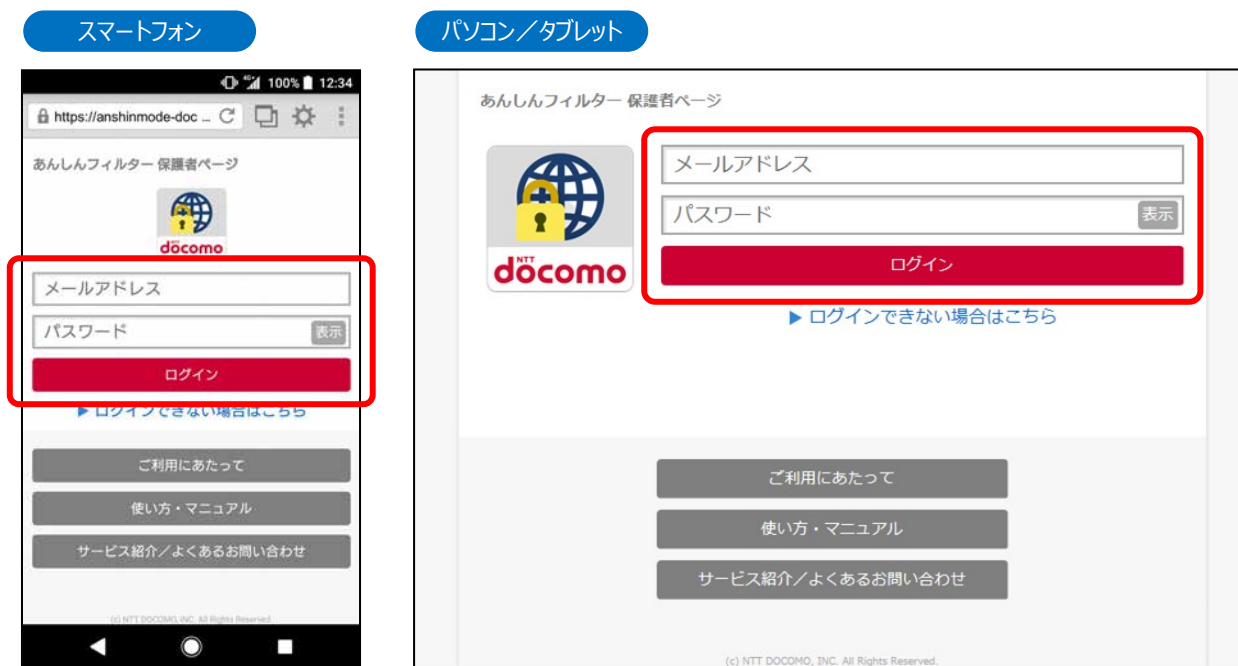 スマートフォン
100% 12:34
https://anshinmode-doc ...
あんしんフィルター 保護者ページ
döcomo
メールアドレス
パスワード 表示
ログイン
▶ ログインできない場合はこちら
ご利用にあたって
使い方・マニュアル
サービス紹介／よくあるお問い合わせ
(c) NTT DOCOMO, INC. All Rights Reserved.
パソコン／タブレット
あんしんフィルター 保護者ページ
NTT
döcomo
メールアドレス
パスワード 表示
ログイン
▶ ログインできない場合はこちら
ご利用にあたって
使い方・マニュアル
サービス紹介／よくあるお問い合わせ
(c) NTT DOCOMO, INC. All Rights Reserved.